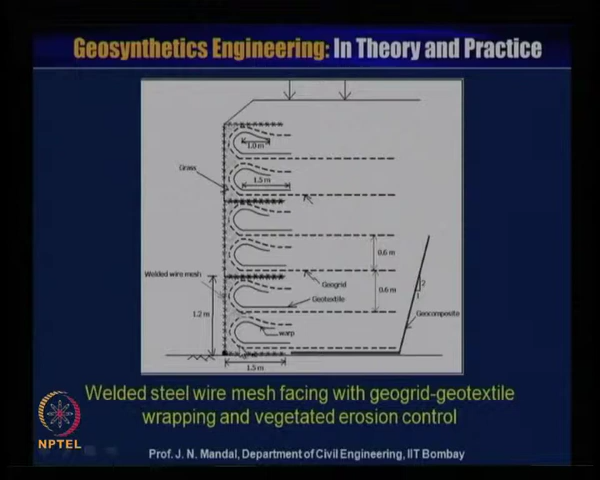 Geosynthetics Engineering: In Theory and Practice
1.0 m
Grass
1.5 m
0.6 m
Welded wire mesh
Geogrid
0.6 m
2
1
Geotextile
1.2 m
Geocomposite
warp
1.5 m
Welded steel wire mesh facing with geogrid-geotextile
wrapping and vegetated erosion control
NPTEL
Prof. J. N. Mandal, Department of Civil Engineering, IIT Bombay